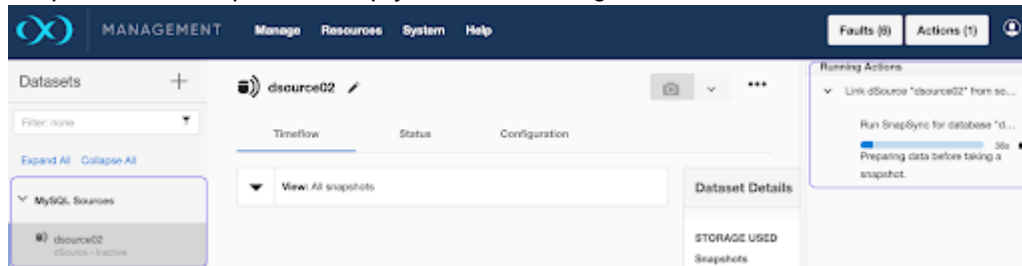 MANAGEMENT Manage Resources System Help Faults (6) Actions (1)
Datasets
Filter: none
Expand All Collapse All
MySQL Sources
dsource02
dSource - Inactive
dsource02
Timeflow Status Configuration
View: All snapshots
Dataset Details
STORAGE USED
Snapshots
Running Actions
Link dSource "dsource02" from so...
Run SnapSync for database "d...
36s
Preparing data before taking a
snapshot.